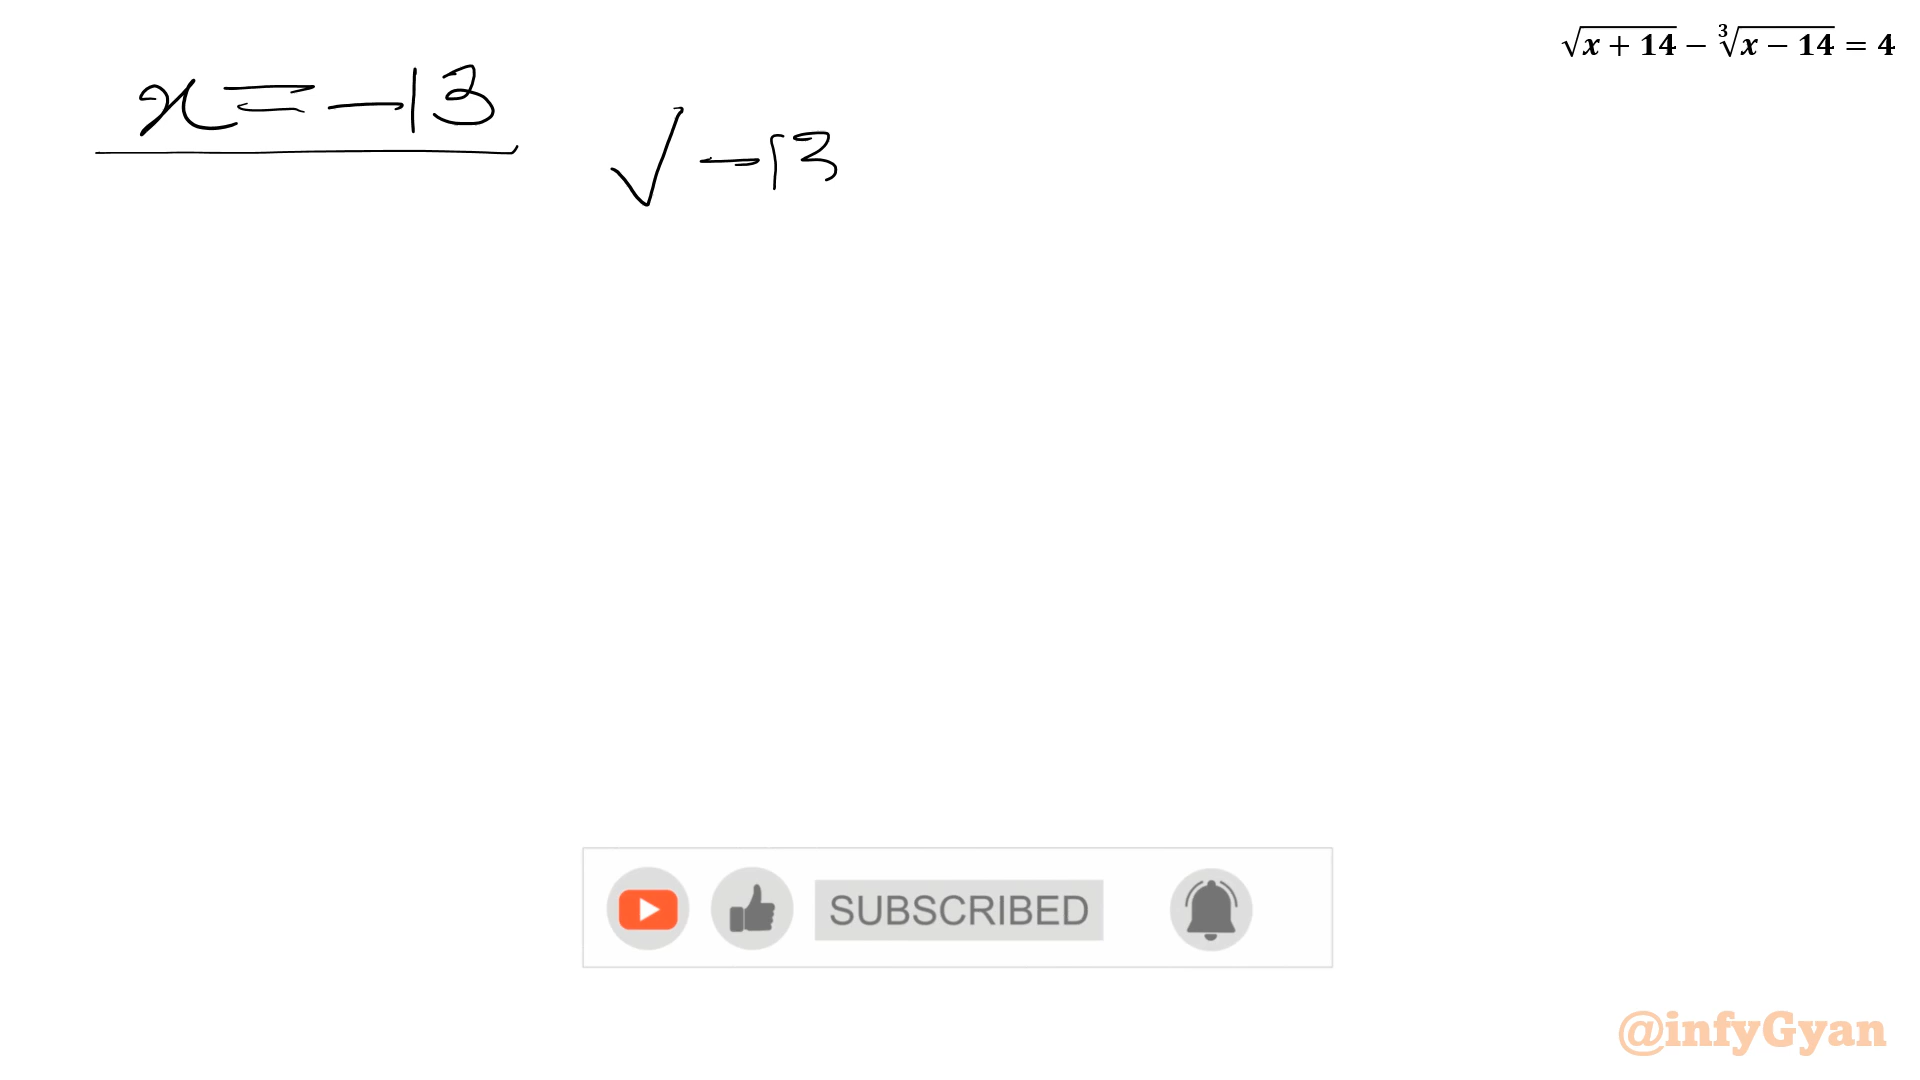 √x + 14 − ∛x − 14 = 4
x = −13
√ −13
SUBSCRIBED
@infyGyan